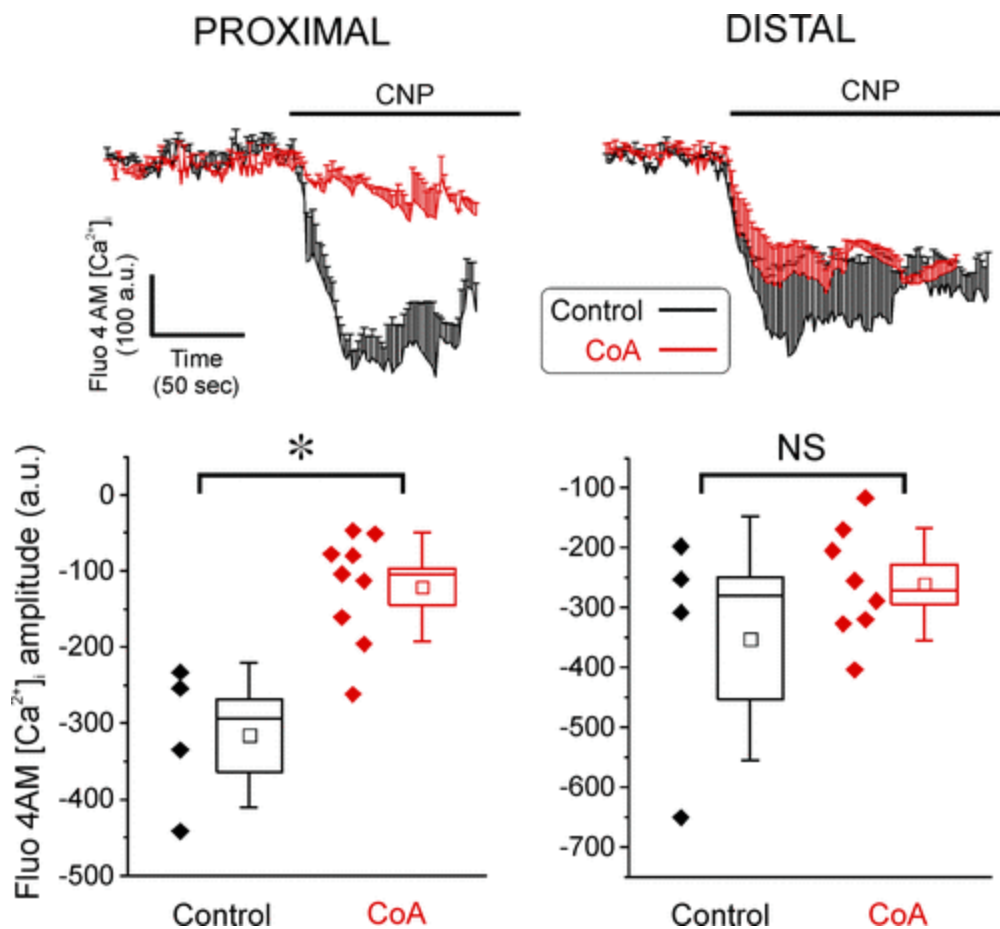 PROXIMAL
DISTAL
CNP
CNP
Fluo 4 AM [Ca²⁺]ᵢ
(100 a.u.)
Time
(50 sec)
Control
CoA
*
NS
Fluo 4AM [Ca²⁺]ᵢ amplitude (a.u.)
0
-100
-200
-300
-400
-500
Control
CoA
-100
-200
-300
-400
-500
-600
-700
Control
CoA